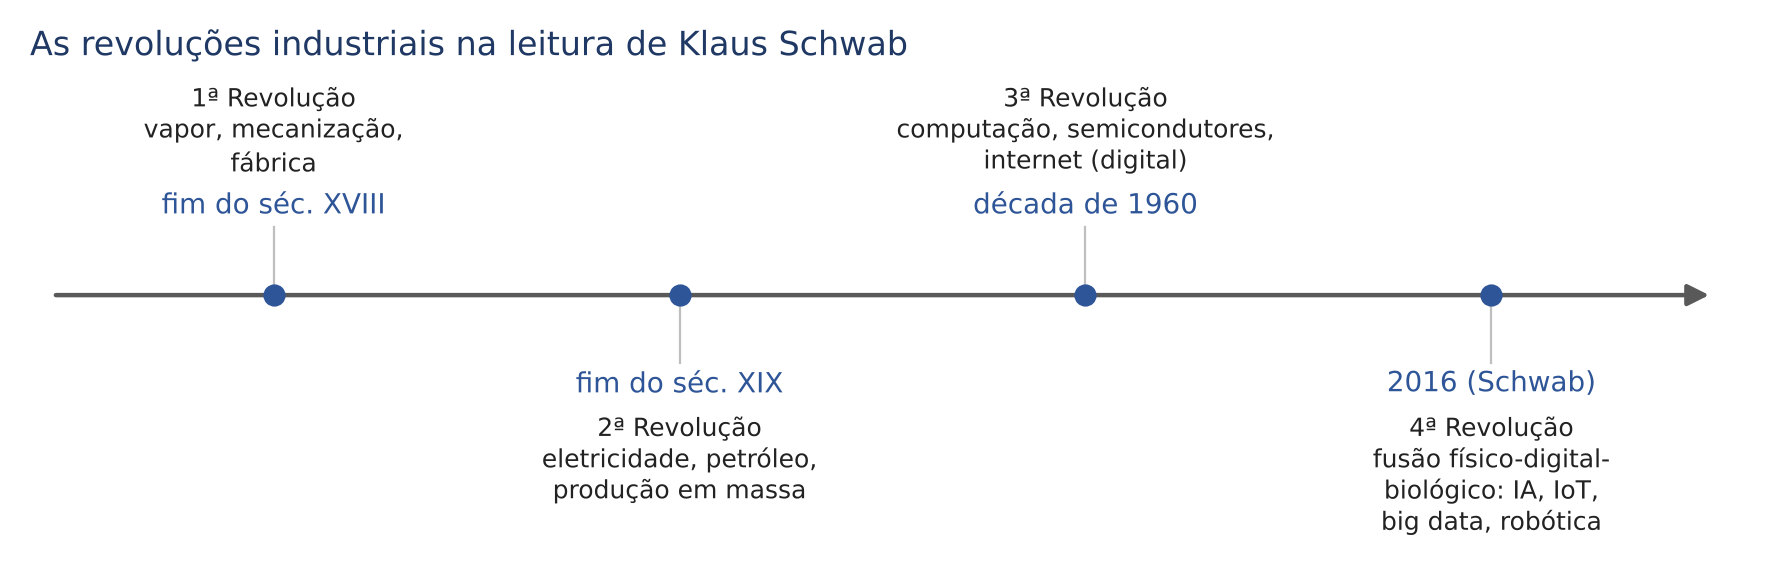 As revoluções industriais na leitura de Klaus Schwab
1ª Revolução
vapor, mecanização,
fábrica
fim do séc. XVIII
fim do séc. XIX
2ª Revolução
eletricidade, petróleo,
produção em massa
3ª Revolução
computação, semicondutores,
internet (digital)
década de 1960
2016 (Schwab)
4ª Revolução
fusão físico-digital-
biológico: IA, IoT,
big data, robótica